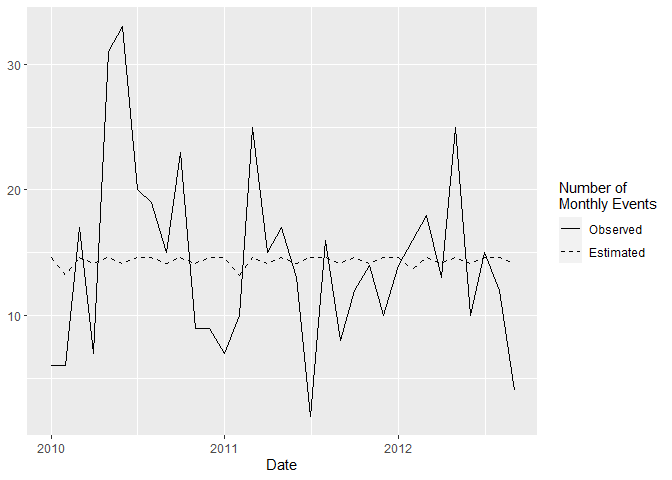 30
20
10
2010
2011
2012
Date
Number of
Monthly Events
Observed
Estimated